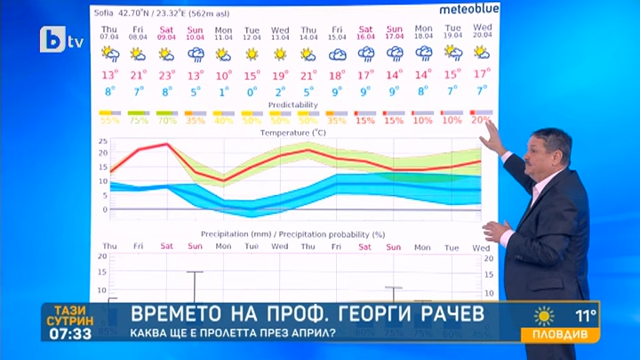 Sofia 42.70°N / 23.32°E (562m asl)
meteoblue
btv
Thu Fri Sat Sun Mon Tue Wed Thu Fri Sat Sun Mon Tue Wed
07.04 08.04 09.04 10.04 11.04 12.04 13.04 14.04 15.04 16.04 17.04 18.04 19.04 20.04
13° 21° 23° 13° 10° 15° 19° 21° 18° 17° 14° 14° 15° 17°
8° 7° 8° 5° 1° 0° 2° 5° 9° 9° 9° 8° 7° 7°
Predictability
55% 75% 70% 35% 40% 50% 50% 50% 35% 15% 15% 10% 10% 20%
Temperature (°C)
25
20
15
10
5
0
Thu Fri Sat Sun Mon Tue Wed Thu Fri Sat Sun Mon Tue Wed
Precipitation (mm) / Precipitation probability (%)
20
15
10
ТАЗИ СУТРИН
07:33
ВРЕМЕТО НА ПРОФ. ГЕОРГИ РАЧЕВ
КАКВА ЩЕ Е ПРОЛЕТТА ПРЕЗ АПРИЛ?
11°
ПЛОВДИВ